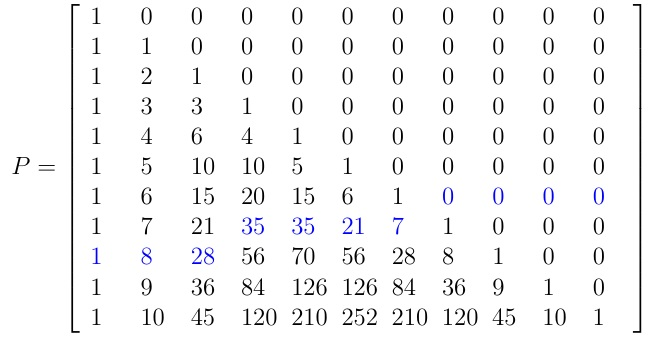 1 0 0 0 0 0 0 0 0 0 0
1 1 0 0 0 0 0 0 0 0 0
1 2 1 0 0 0 0 0 0 0 0
1 3 3 1 0 0 0 0 0 0 0
1 4 6 4 1 0 0 0 0 0 0
P = 1 5 10 10 5 1 0 0 0 0 0
1 6 15 20 15 6 1 0 0 0 0
1 7 21 35 35 21 7 1 0 0 0
1 8 28 56 70 56 28 8 1 0 0
1 9 36 84 126 126 84 36 9 1 0
1 10 45 120 210 252 210 120 45 10 1